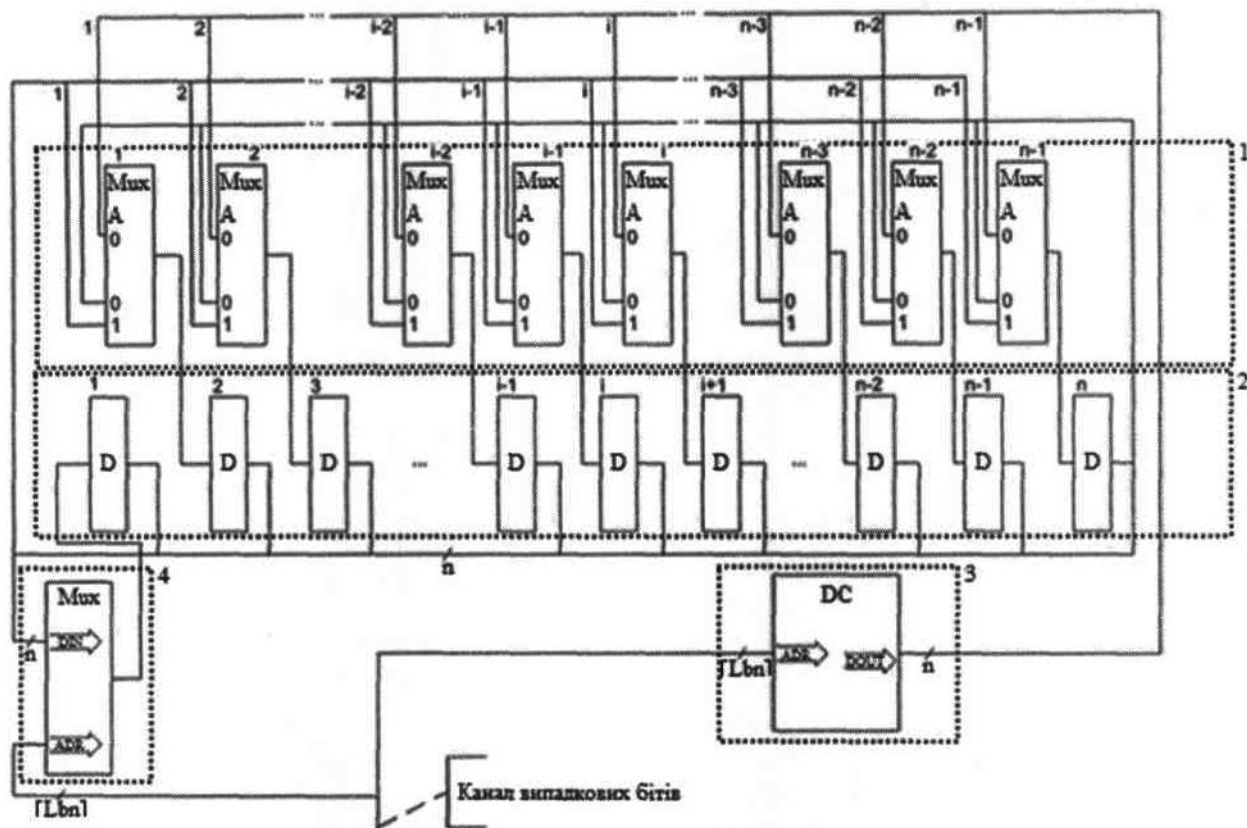 1 2 ... i-2 i-1 i ... n-3 n-2 n-1
1 2 ... i-2 i-1 i ... n-3 n-2 n-1
... ...
1 2 i-2 i-1 i n-3 n-2 n-1 1
Mux Mux Mux Mux Mux Mux Mux Mux
A A A A A A A A
0 0 0 0 0 0 0 0
0 0 0 0 0 0 0 0
1 1 1 1 1 1 1 1
1 2 3 i-1 i i+1 n-2 n-1 n 2
D D D ... D D D ... D D D
n
4
Mux
DIN
n
ADR
⌈Lbn⌉
3
DC
ADR DOUT
⌈Lbn⌉ n
Канал випадкових бітів